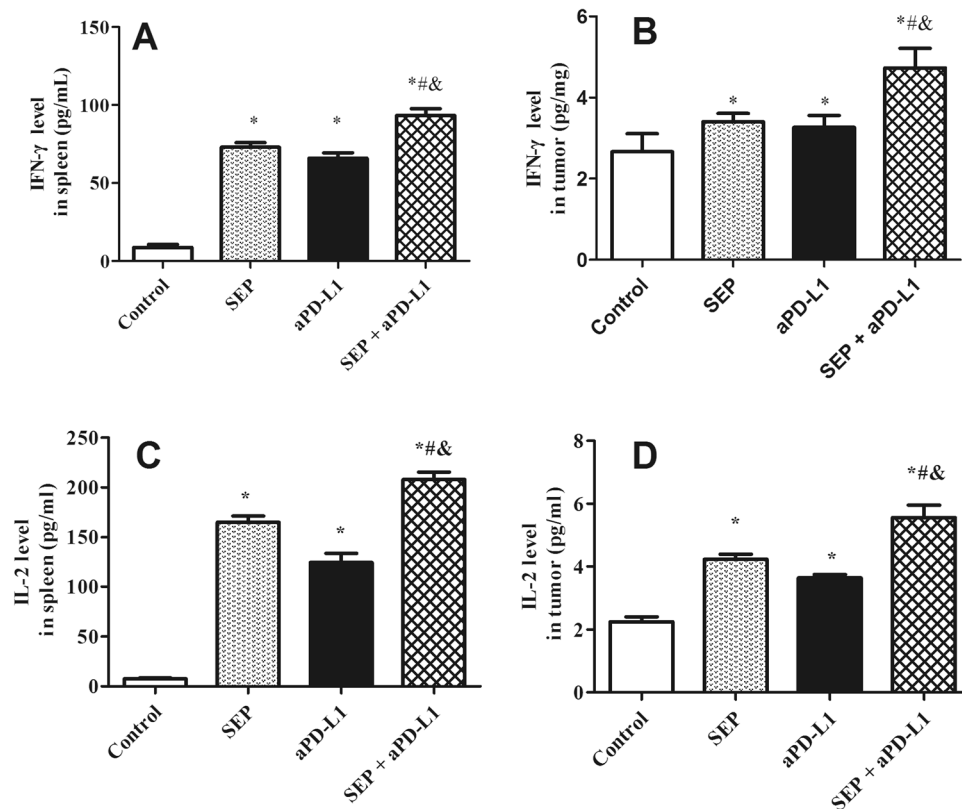 A
IFN-γ level
in spleen (pg/mL)
150
100
50
0
*
*
*#&
Control
SEP
aPD-L1
SEP + aPD-L1
B
IFN-γ level
in tumor (pg/mg)
6
4
2
0
*
*
*#&
Control
SEP
aPD-L1
SEP + aPD-L1
C
IL-2 level
in spleen (pg/ml)
250
200
150
100
50
0
*
*
*#&
Control
SEP
aPD-L1
SEP + aPD-L1
D
IL-2 level
in tumor (pg/ml)
8
6
4
2
0
*
*
*#&
Control
SEP
aPD-L1
SEP + aPD-L1